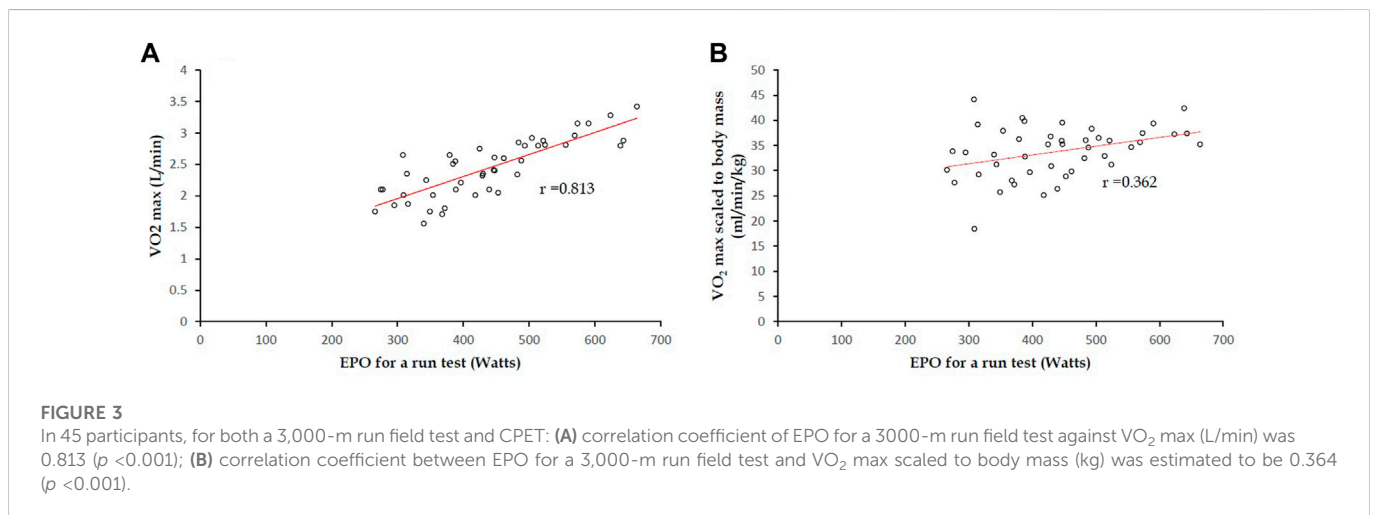 A
4
3.5
3
2.5
2
1.5
1
0.5
0
VO2 max (L/min)
r =0.813
0 100 200 300 400 500 600 700
EPO for a run test (Watts)
B
50
45
40
35
30
25
20
15
10
5
0
VO₂ max scaled to body mass
(ml/min/kg)
r =0.362
0 100 200 300 400 500 600 700
EPO for a run test (Watts)
FIGURE 3
In 45 participants, for both a 3,000-m run field test and CPET: (A) correlation coefficient of EPO for a 3000-m run field test against VO₂ max (L/min) was
0.813 (p <0.001); (B) correlation coefficient between EPO for a 3,000-m run field test and VO₂ max scaled to body mass (kg) was estimated to be 0.364
(p <0.001).